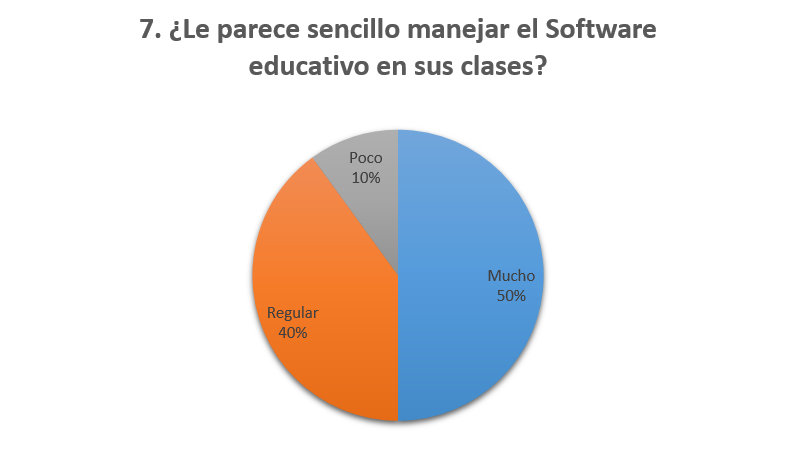 7. ¿Le parece sencillo manejar el Software
educativo en sus clases?
Poco
10%
Mucho
50%
Regular
40%